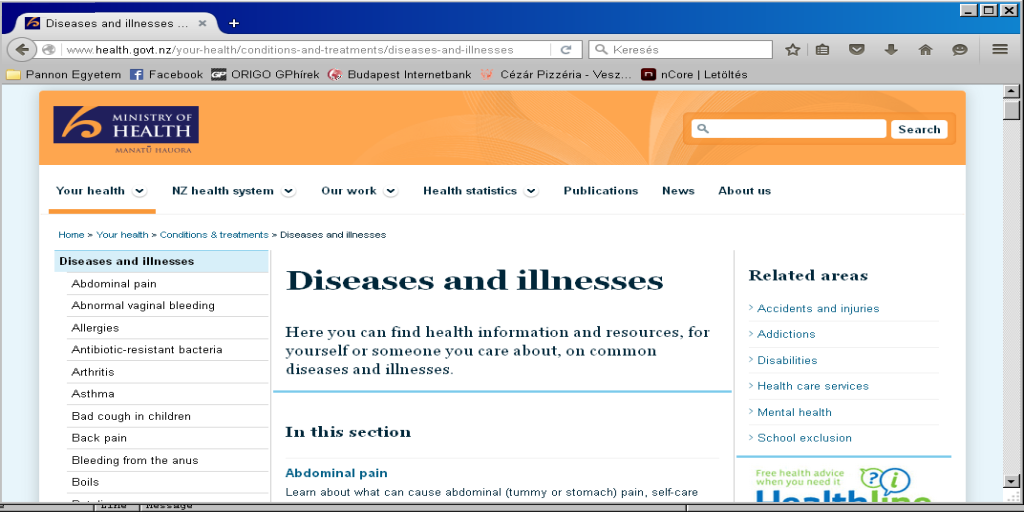 Diseases and illnesses ...
www.health.govt.nz/your-health/conditions-and-treatments/diseases-and-illnesses
Keresés
Pannon Egyetem
Facebook
GP ORIGO GPhírek
Budapest Internetbank
Cézár Pizzéria - Vesz...
n nCore | Letöltés
MINISTRY OF
HEALTH
MANATŪ HAUORA
Search
Your health
NZ health system
Our work
Health statistics
Publications
News
About us
Home » Your health » Conditions & treatments » Diseases and illnesses
Diseases and illnesses
Abdominal pain
Abnormal vaginal bleeding
Allergies
Antibiotic-resistant bacteria
Arthritis
Asthma
Bad cough in children
Back pain
Bleeding from the anus
Boils
Diseases and illnesses
Here you can find health information and resources, for
yourself or someone you care about, on common
diseases and illnesses.
In this section
Abdominal pain
Learn about what can cause abdominal (tummy or stomach) pain, self-care
Related areas
Accidents and injuries
Addictions
Disabilities
Health care services
Mental health
School exclusion
Free health advice
when you need it
Healthline
Line
Message